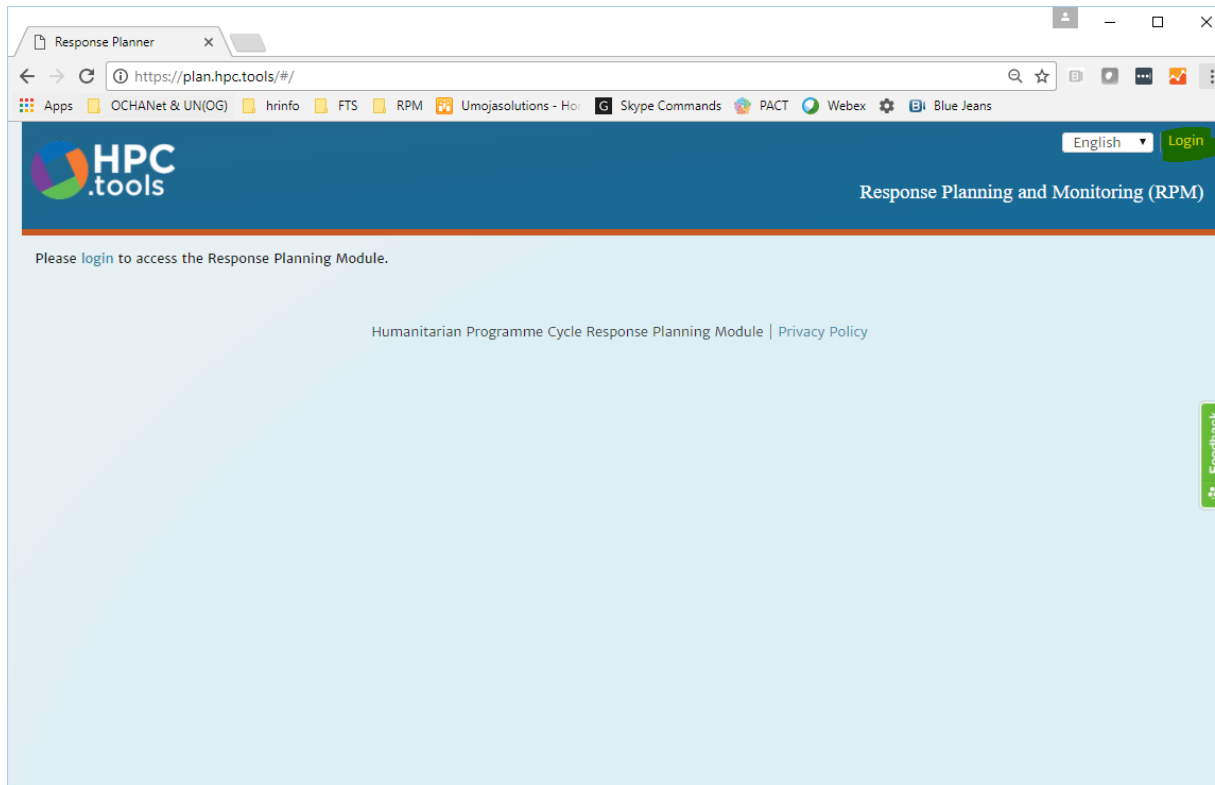 Response Planner
https://plan.hpc.tools/#/
Apps OCHANet & UN(OG) hrinfo FTS RPM Umojasolutions - Ho G Skype Commands PACT Webex Blue Jeans
English Login
HPC
.tools
Response Planning and Monitoring (RPM)
Please login to access the Response Planning Module.
Humanitarian Programme Cycle Response Planning Module | Privacy Policy
Feedback